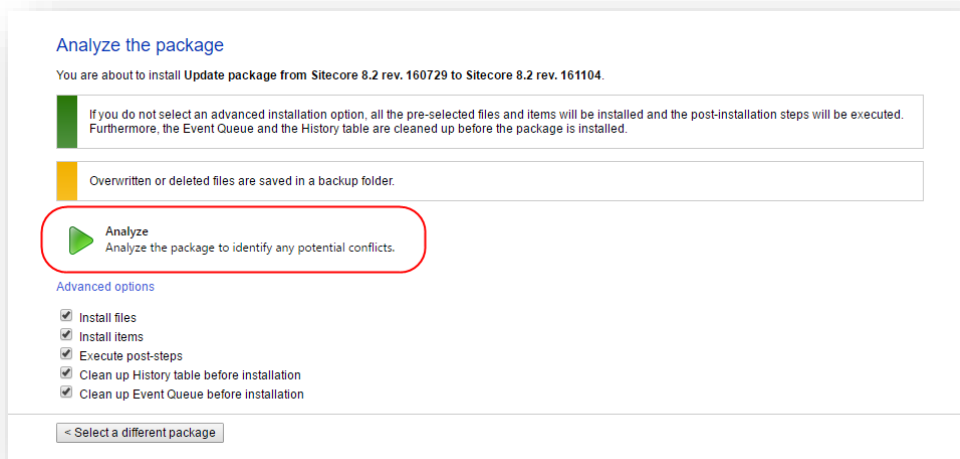 Analyze the package
You are about to install Update package from Sitecore 8.2 rev. 160729 to Sitecore 8.2 rev. 161104.
If you do not select an advanced installation option, all the pre-selected files and items will be installed and the post-installation steps will be executed.
Furthermore, the Event Queue and the History table are cleaned up before the package is installed.
Overwritten or deleted files are saved in a backup folder.
Analyze
Analyze the package to identify any potential conflicts.
Advanced options
Install files
Install items
Execute post-steps
Clean up History table before installation
Clean up Event Queue before installation
< Select a different package